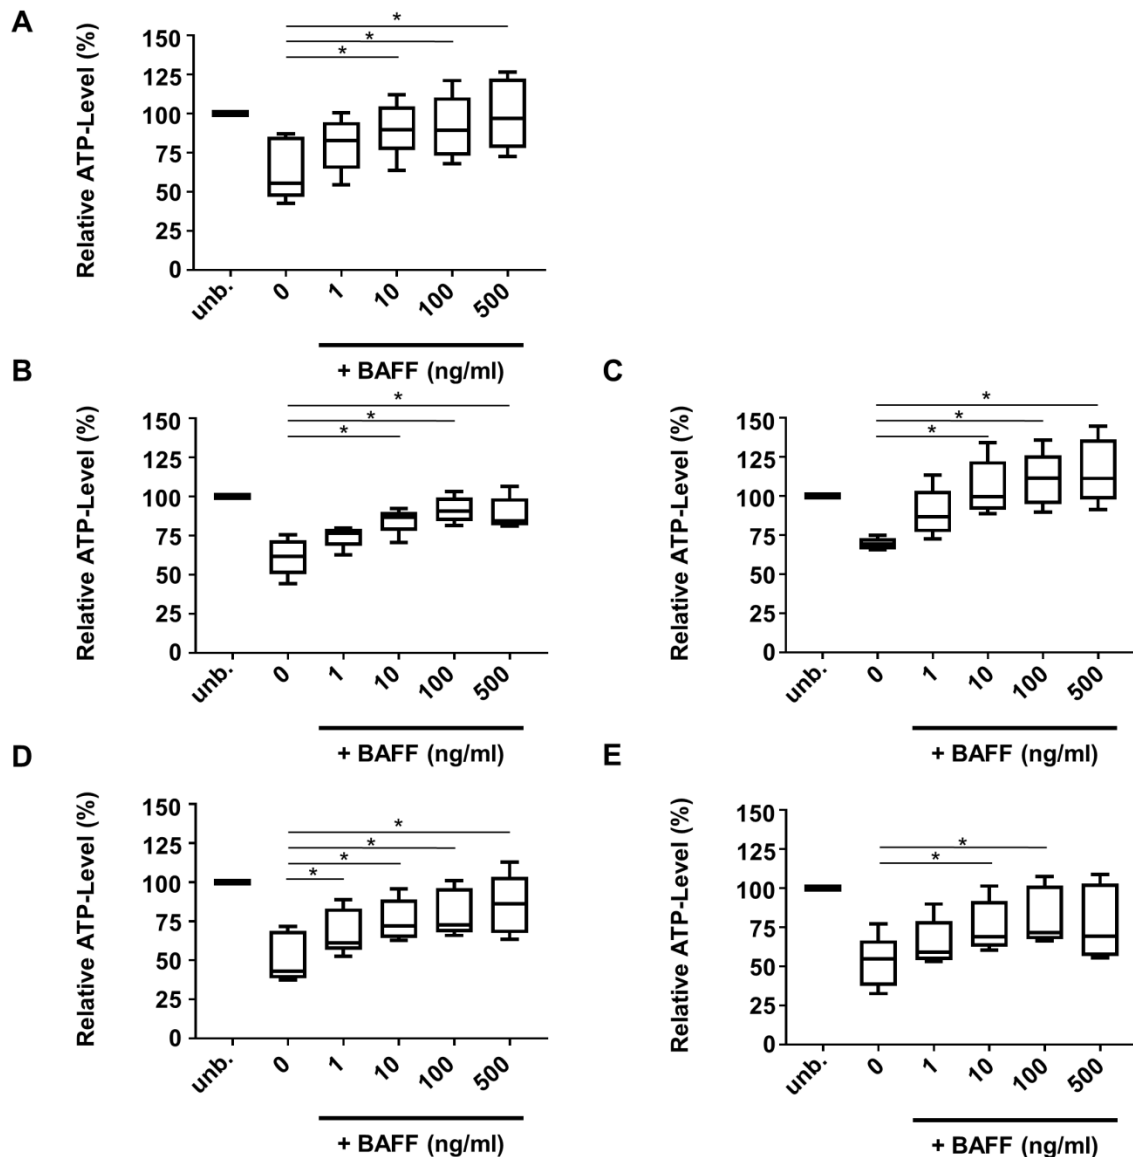 A
Relative ATP-Level (%)
150
125
100
75
50
25
0
* 
*
*
unb. 0 1 10 100 500
+ BAFF (ng/ml)
B
Relative ATP-Level (%)
150
125
100
75
50
25
0
*
*
*
unb. 0 1 10 100 500
+ BAFF (ng/ml)
C
Relative ATP-Level (%)
150
125
100
75
50
25
0
*
*
*
unb. 0 1 10 100 500
+ BAFF (ng/ml)
D
Relative ATP-Level (%)
150
125
100
75
50
25
0
*
*
*
*
unb. 0 1 10 100 500
+ BAFF (ng/ml)
E
Relative ATP-Level (%)
150
125
100
75
50
25
0
*
*
unb. 0 1 10 100 500
+ BAFF (ng/ml)